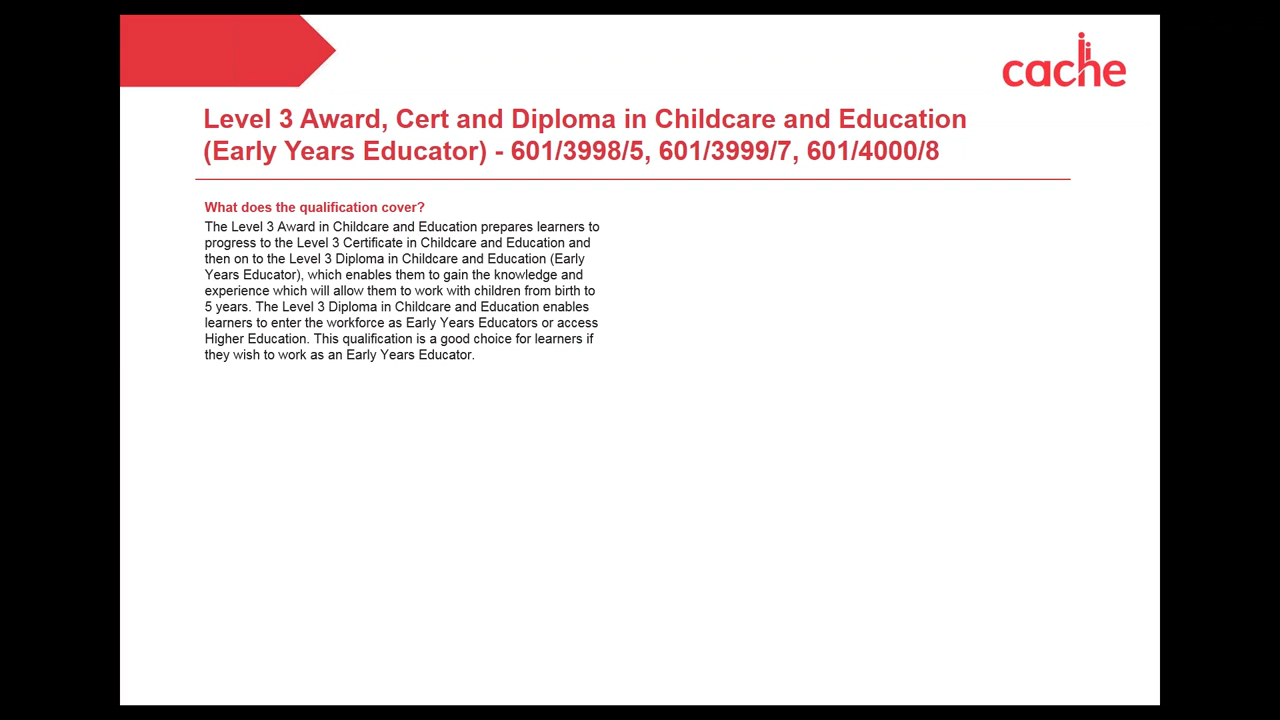 cache
Level 3 Award, Cert and Diploma in Childcare and Education
(Early Years Educator) - 601/3998/5, 601/3999/7, 601/4000/8
What does the qualification cover?
The Level 3 Award in Childcare and Education prepares learners to
progress to the Level 3 Certificate in Childcare and Education and
then on to the Level 3 Diploma in Childcare and Education (Early
Years Educator), which enables them to gain the knowledge and
experience which will allow them to work with children from birth to
5 years. The Level 3 Diploma in Childcare and Education enables
learners to enter the workforce as Early Years Educators or access
Higher Education. This qualification is a good choice for learners if
they wish to work as an Early Years Educator.